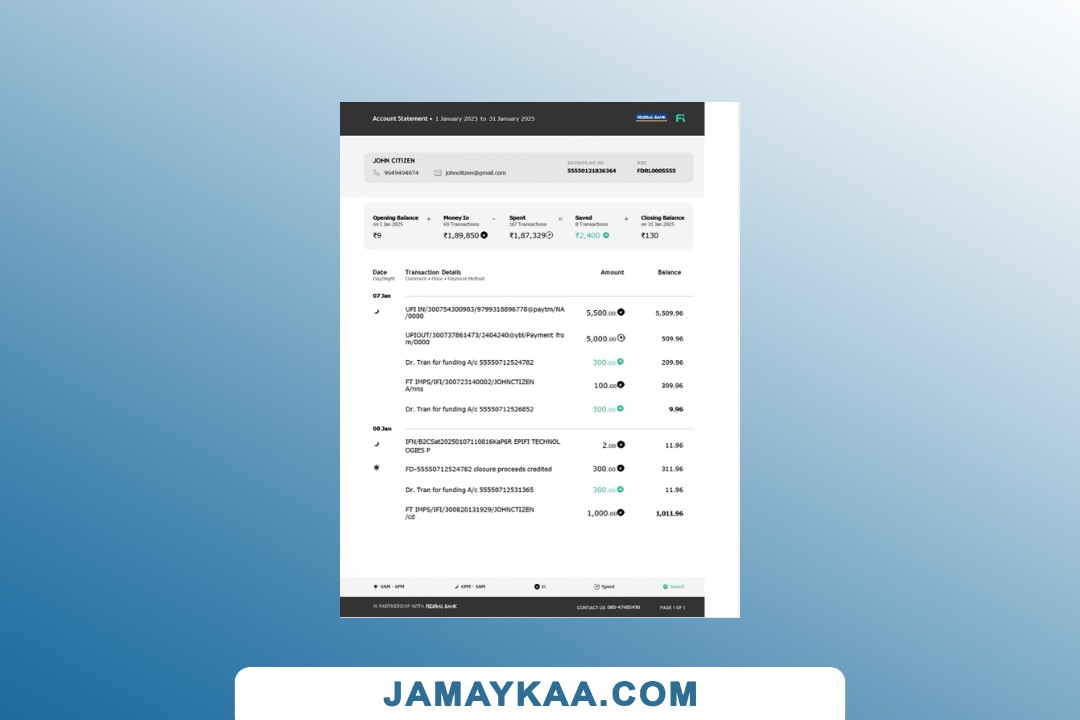 Account Statement • 1 January 2025 to 31 January 2025
FEDERAL BANK Fi
JOHN CITIZEN
9649494074 johncitizen@gmail.com
SAVINGS A/C NO IFSC
55550121826364 FDRL0005555
Opening Balance + Money In - Spent = Saved + Closing Balance
on 1 Jan 2025 60 Transactions 167 Transactions 8 Transactions on 31 Jan 2025
₹9 ₹1,89,850 ₹1,87,329 ₹2,400 ₹130
Date Transaction Details Amount Balance
Day/Night Comment • Place • Payment Method
07 Jan
UPI IN/300754300983/9799318896778@paytm/NA
/0000 5,500.00 5,509.96
UPIOUT/300737861473/2404240@ybl/Payment fro
m/0000 5,000.00 509.96
Dr. Tran for funding A/c 55550712524782 300.00 209.96
FT IMPS/IFI/300723140002/JOHNCTIZEN
A/nns 100.00 309.96
Dr. Tran for funding A/c 55550712526852 300.00 9.96
08 Jan
IFN/B2CSat20250107110816KaP6R EPIFI TECHNOL
OGIES P 2.00 11.96
FD-55550712524782 closure proceeds credited 300.00 311.96
Dr. Tran for funding A/c 55550712531365 300.00 11.96
FT IMPS/IFI/300820131929/JOHNCTIZEN
/cd 1,000.00 1,011.96
5AM - 6PM 6PM - 5AM In Spent Saved
IN PARTNERSHIP WITH FEDERAL BANK CONTACT US 080-47485490 PAGE 1 OF 1
JAMAYKAA.COM